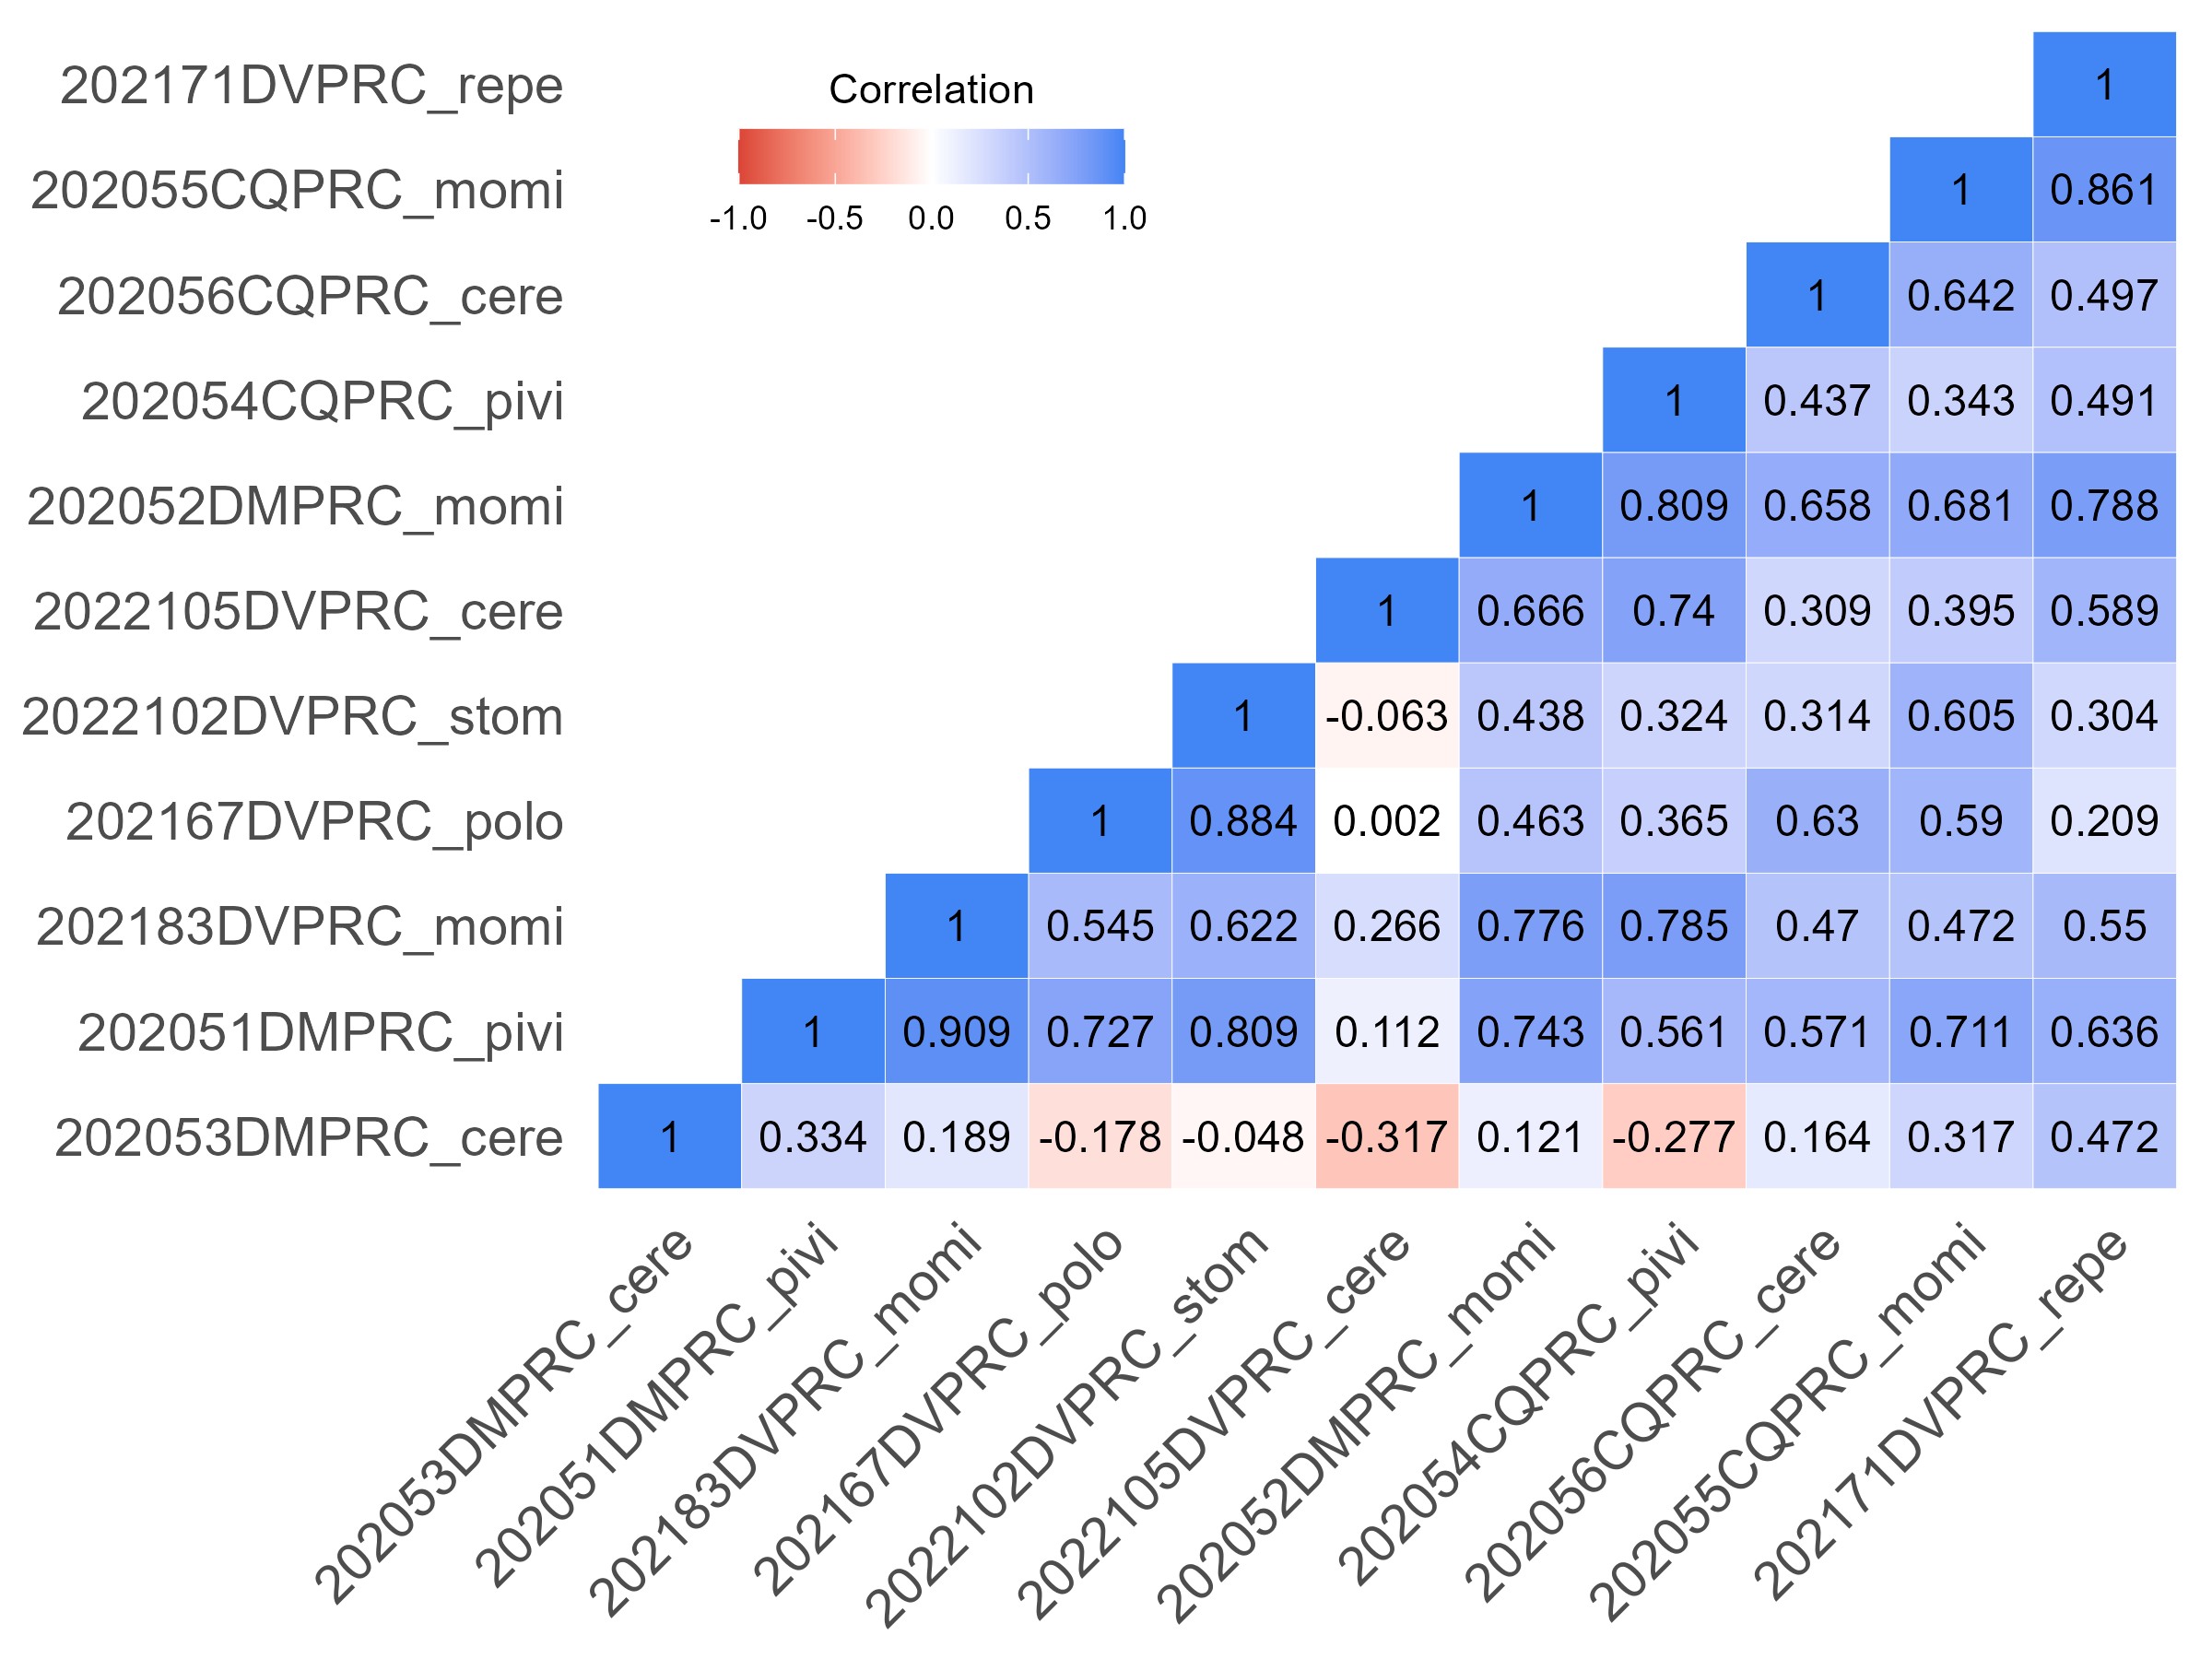 Correlation
-1.0 -0.5 0.0 0.5 1.0
202171DVPRC_repe 1
202055CQPRC_momi 1 0.861
202056CQPRC_cere 1 0.642 0.497
202054CQPRC_pivi 1 0.437 0.343 0.491
202052DMPRC_momi 1 0.809 0.658 0.681 0.788
2022105DVPRC_cere 1 0.666 0.74 0.309 0.395 0.589
2022102DVPRC_stom 1 -0.063 0.438 0.324 0.314 0.605 0.304
202167DVPRC_polo 1 0.884 0.002 0.463 0.365 0.63 0.59 0.209
202183DVPRC_momi 1 0.545 0.622 0.266 0.776 0.785 0.47 0.472 0.55
202051DMPRC_pivi 1 0.909 0.727 0.809 0.112 0.743 0.561 0.571 0.711 0.636
202053DMPRC_cere 1 0.334 0.189 -0.178 -0.048 -0.317 0.121 -0.277 0.164 0.317 0.472
202053DMPRC_cere
202051DMPRC_pivi
202183DVPRC_momi
202167DVPRC_polo
2022102DVPRC_stom
2022105DVPRC_cere
202052DMPRC_momi
202054CQPRC_pivi
202056CQPRC_cere
202055CQPRC_momi
202171DVPRC_repe